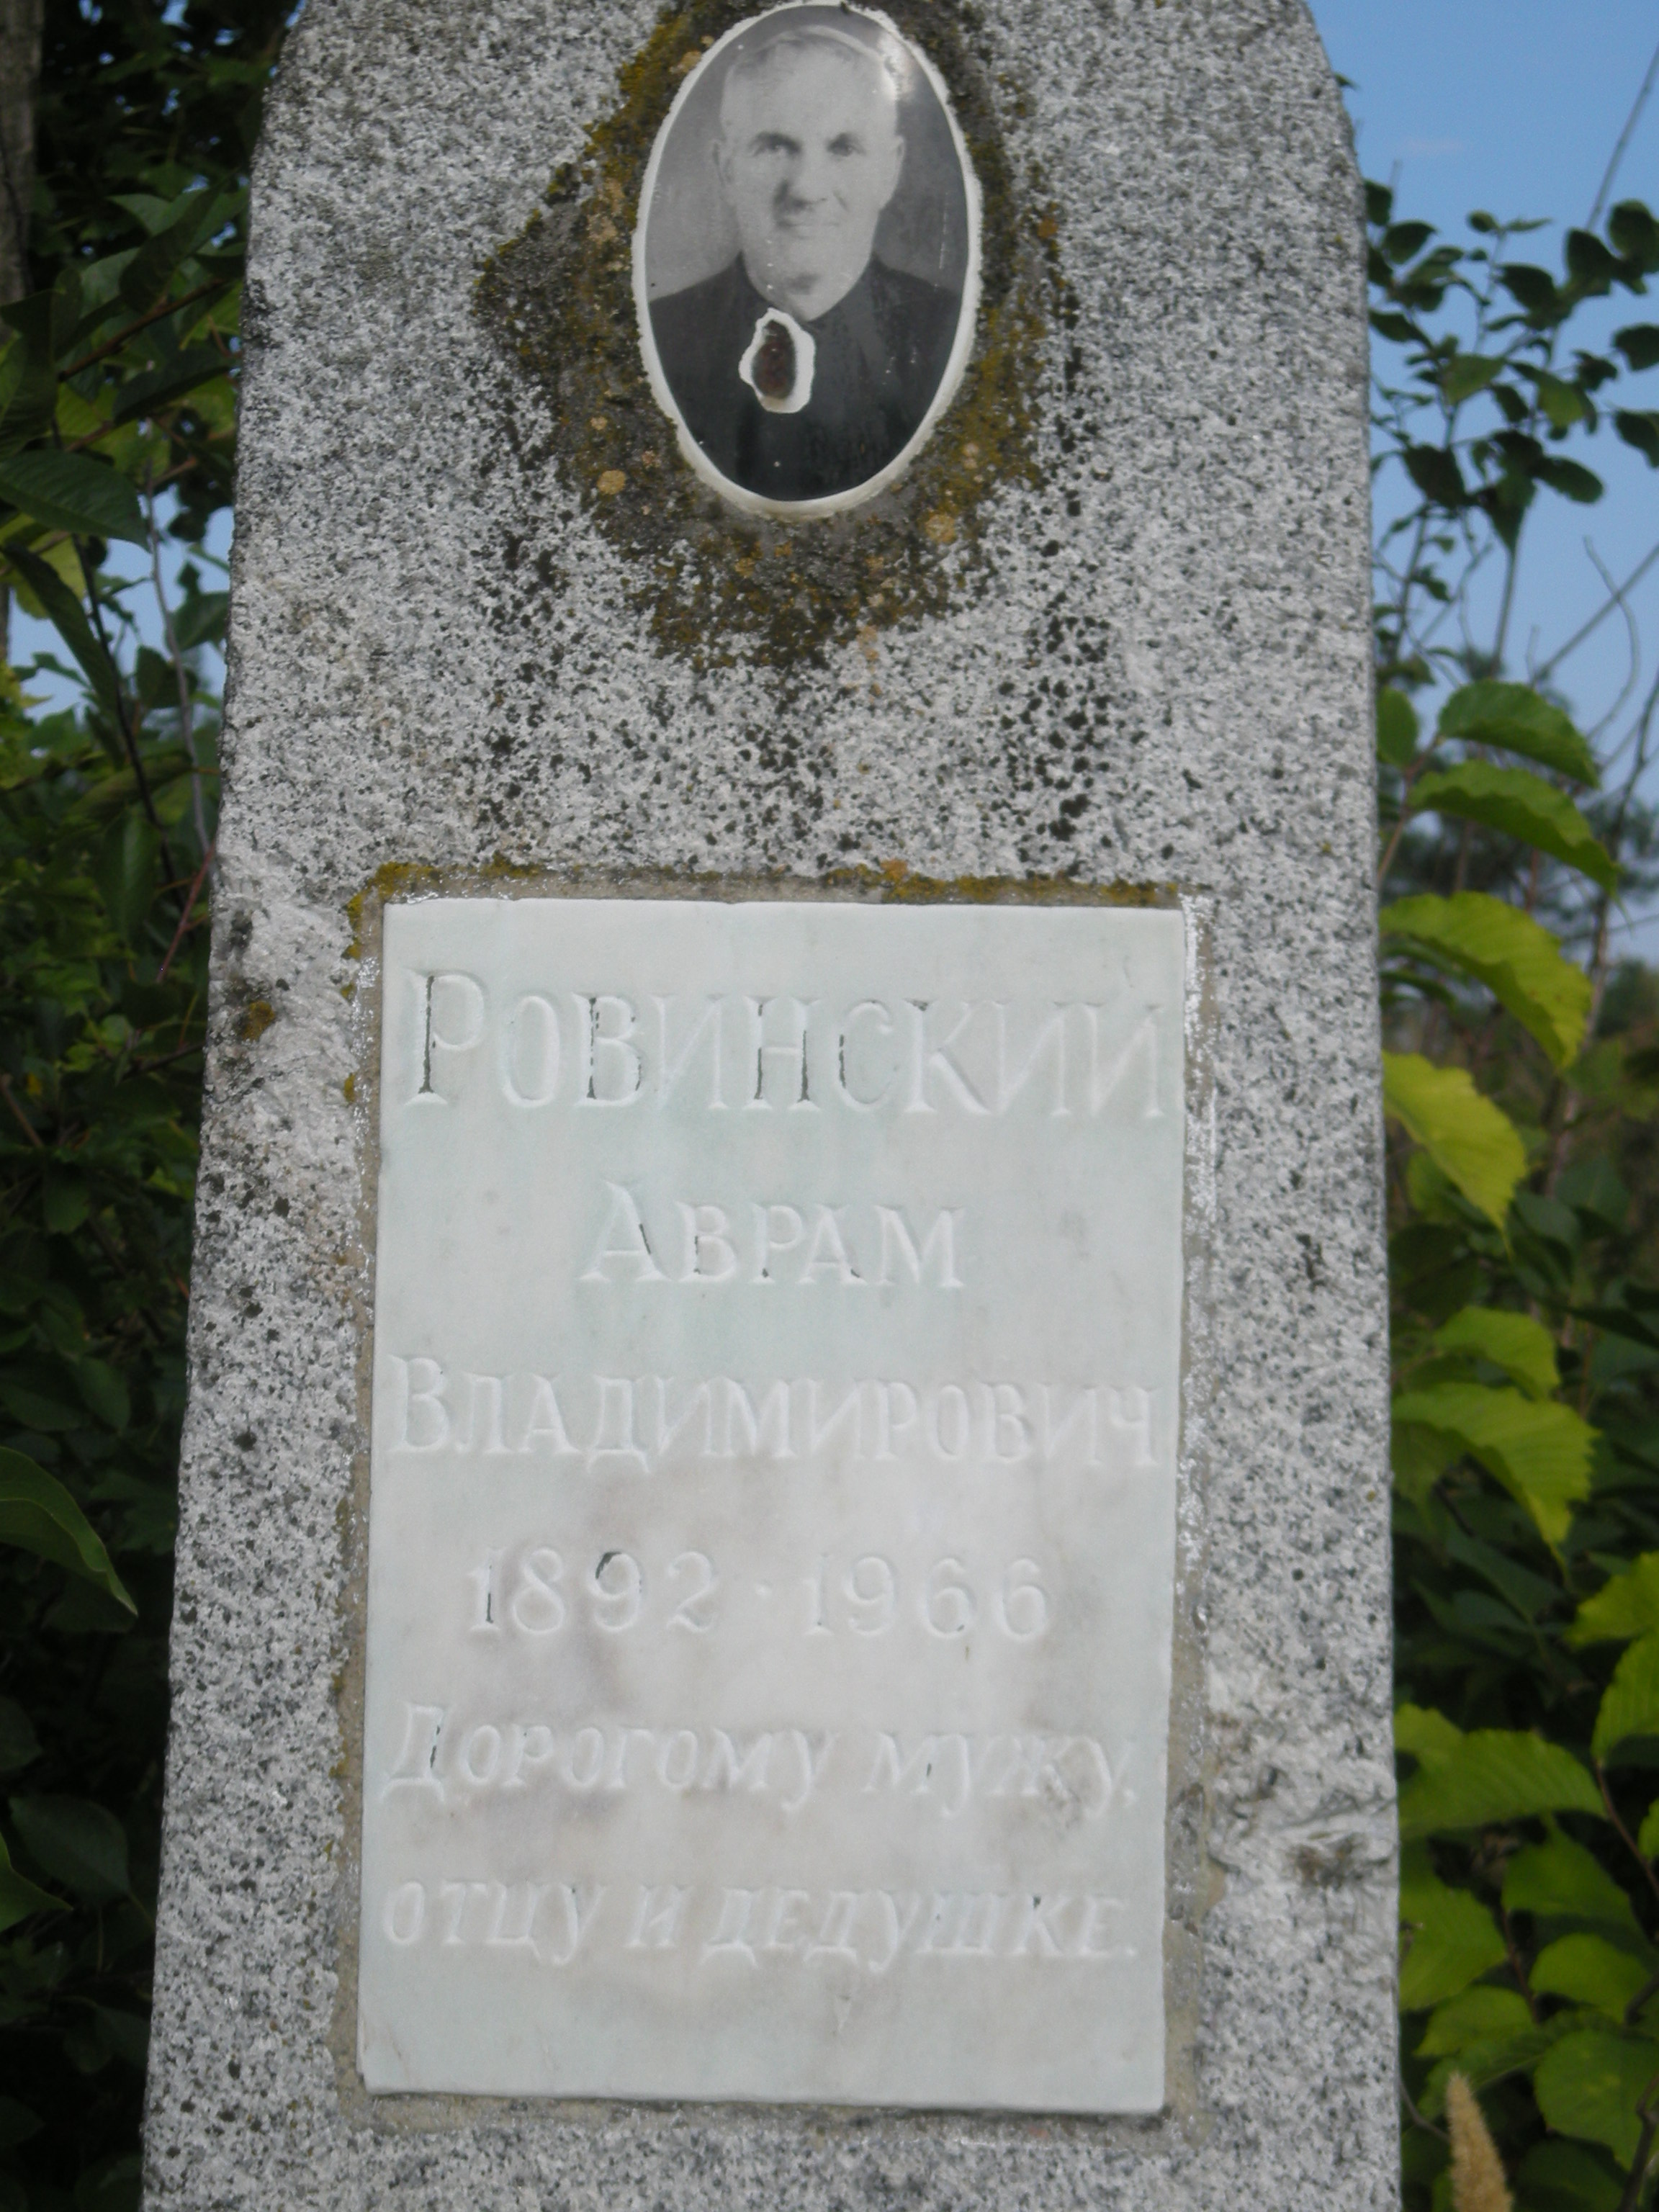 Ровинский
Аврам
Владимирович
1892 · 1966
Дорогому мужу,
отцу и дедушке.